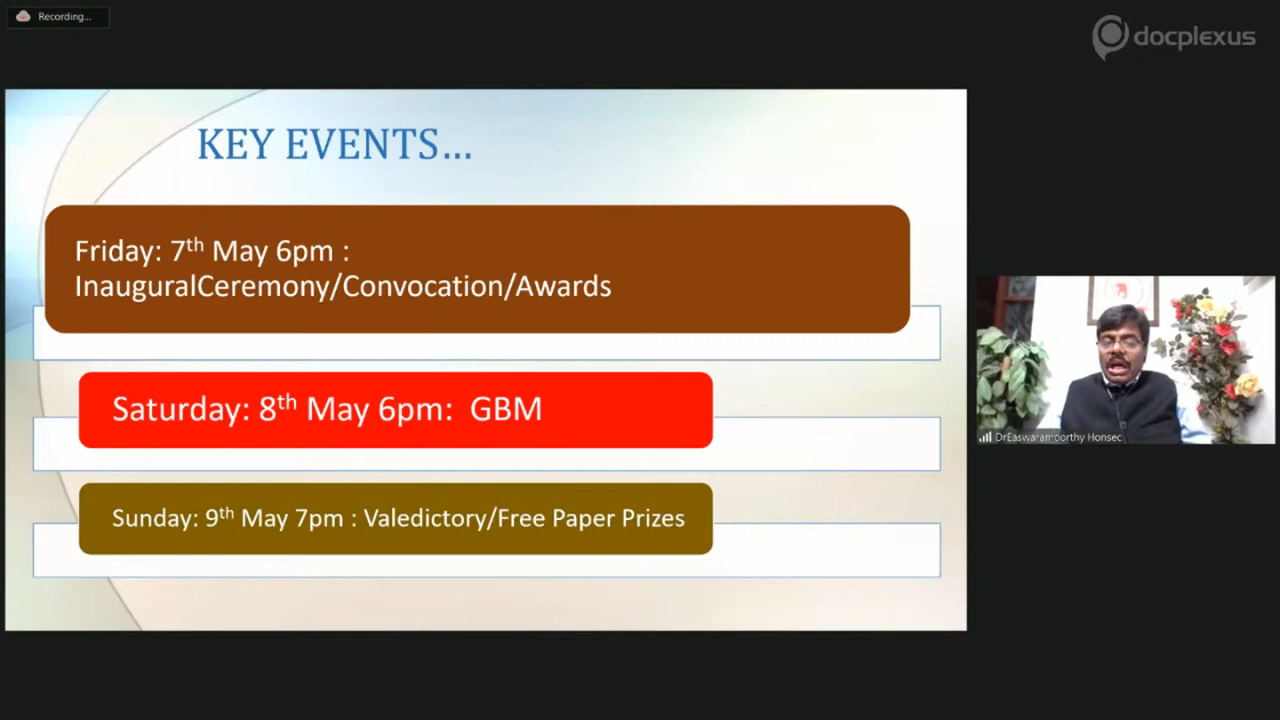 Recording...
docplexus
KEY EVENTS...
Friday: 7th May 6pm :
InauguralCeremony/Convocation/Awards
Saturday: 8th May 6pm: GBM
Sunday: 9th May 7pm : Valedictory/Free Paper Prizes
DrEaswaramoorthy Honsec